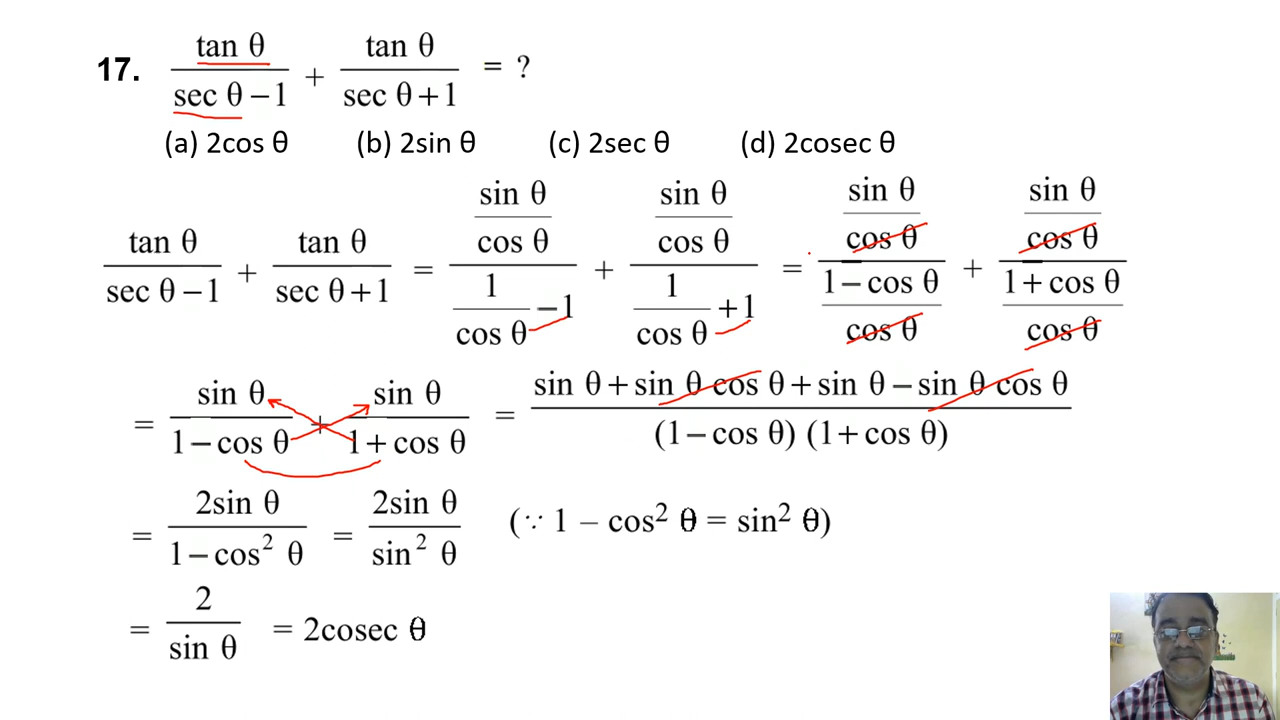 17. tan θ / (sec θ − 1) + tan θ / (sec θ + 1) = ?
(a) 2cos θ (b) 2sin θ (c) 2sec θ (d) 2cosec θ
tan θ / (sec θ − 1) + tan θ / (sec θ + 1) = (sin θ / cos θ) / (1 / cos θ − 1) + (sin θ / cos θ) / (1 / cos θ + 1) = (sin θ / cos θ) / ((1 − cos θ) / cos θ) + (sin θ / cos θ) / ((1 + cos θ) / cos θ)
= sin θ / (1 − cos θ) + sin θ / (1 + cos θ) = (sin θ + sin θ cos θ + sin θ − sin θ cos θ) / ((1 − cos θ) (1 + cos θ))
= 2sin θ / (1 − cos² θ) = 2sin θ / sin² θ (∵ 1 − cos² θ = sin² θ)
= 2 / sin θ = 2cosec θ